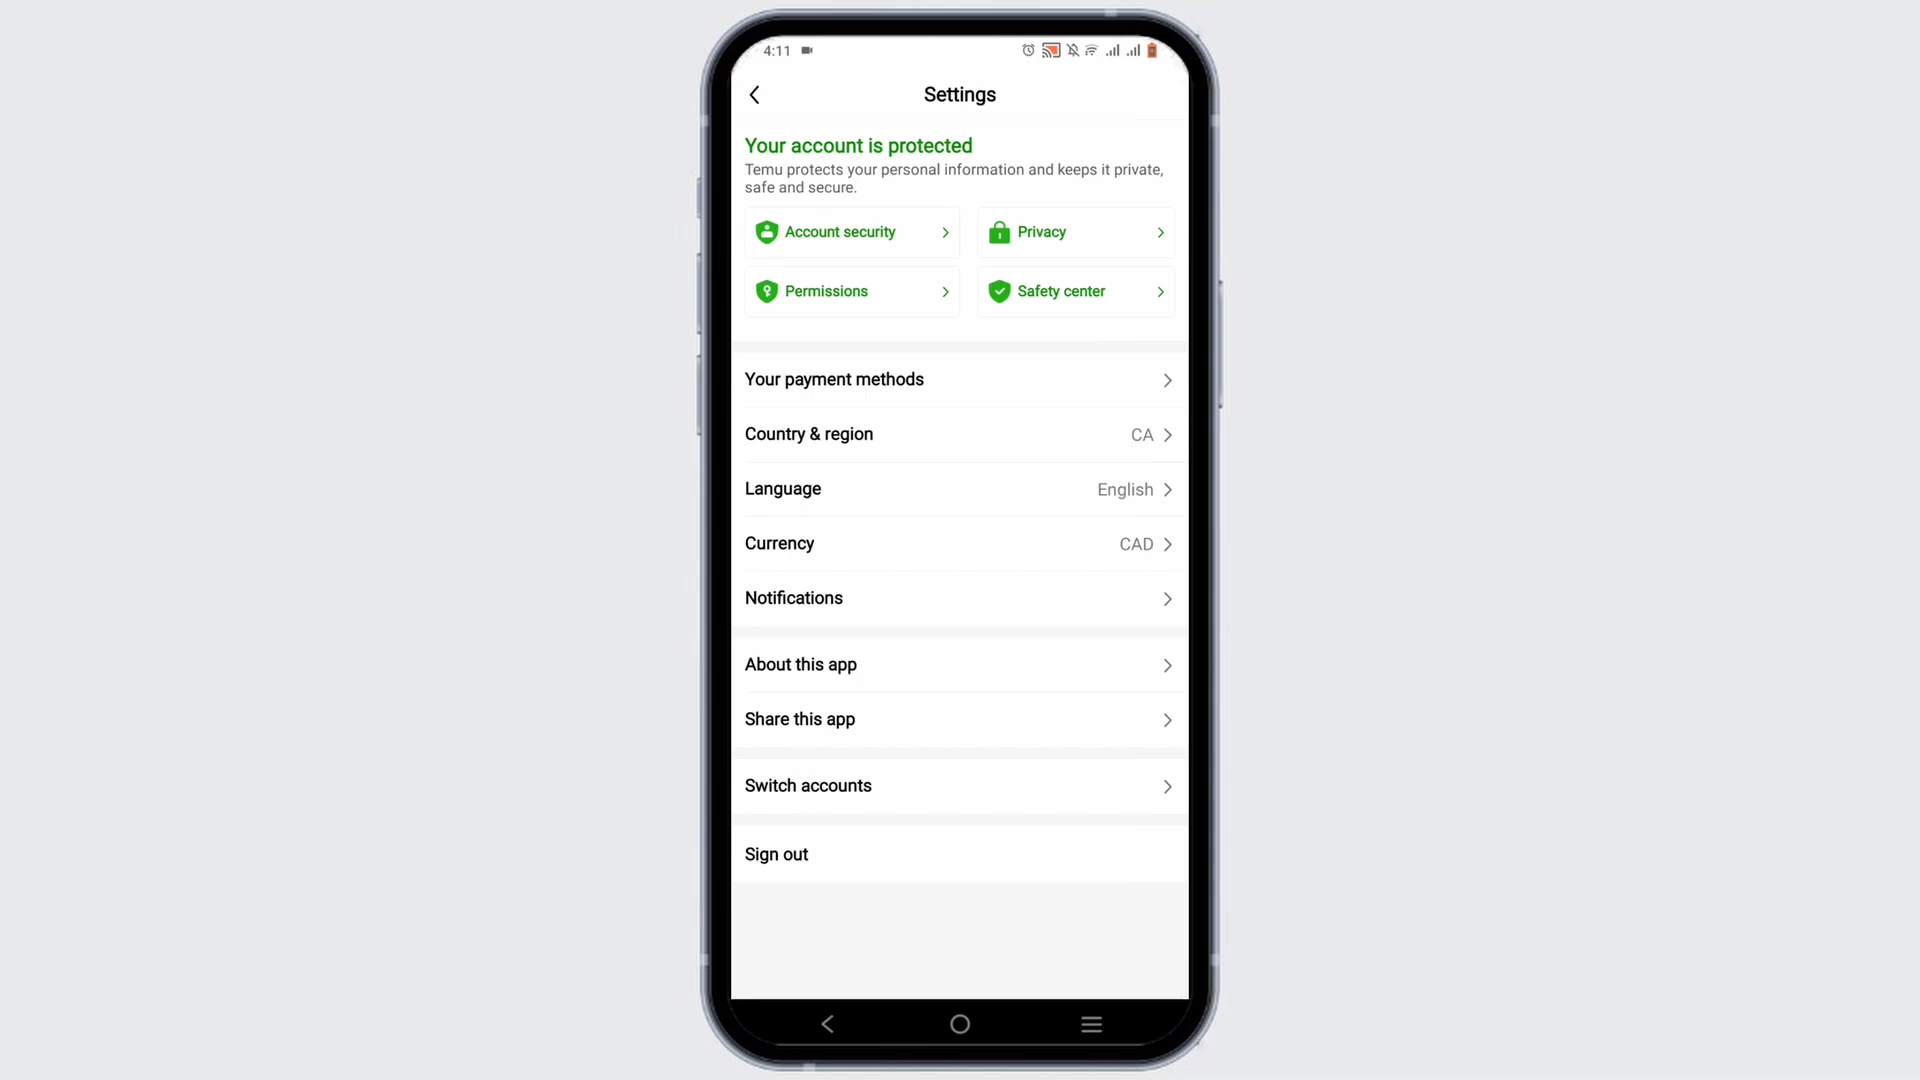 4:11
Settings
Your account is protected
Temu protects your personal information and keeps it private,
safe and secure.
Account security
Privacy
Permissions
Safety center
Your payment methods
Country & region CA
Language English
Currency CAD
Notifications
About this app
Share this app
Switch accounts
Sign out